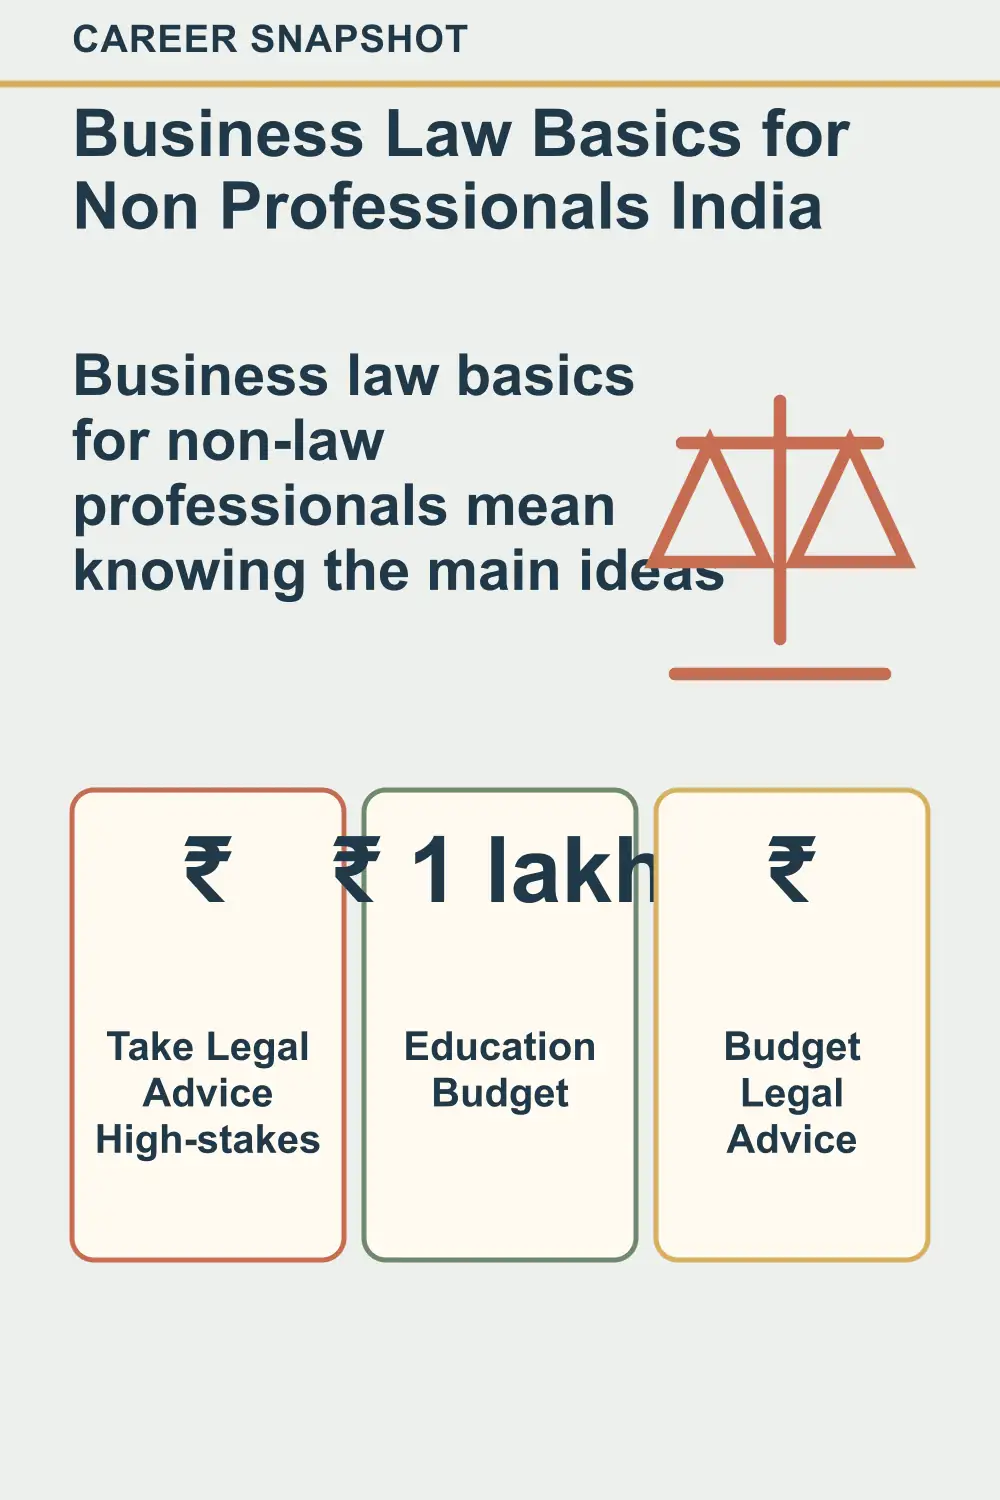 CAREER SNAPSHOT
Business Law Basics for
Non Professionals India
Business law basics
for non-law
professionals mean
knowing the main ideas
₹
₹ 1 lakh
₹
Take Legal
Advice
High-stakes
Education
Budget
Budget
Legal
Advice